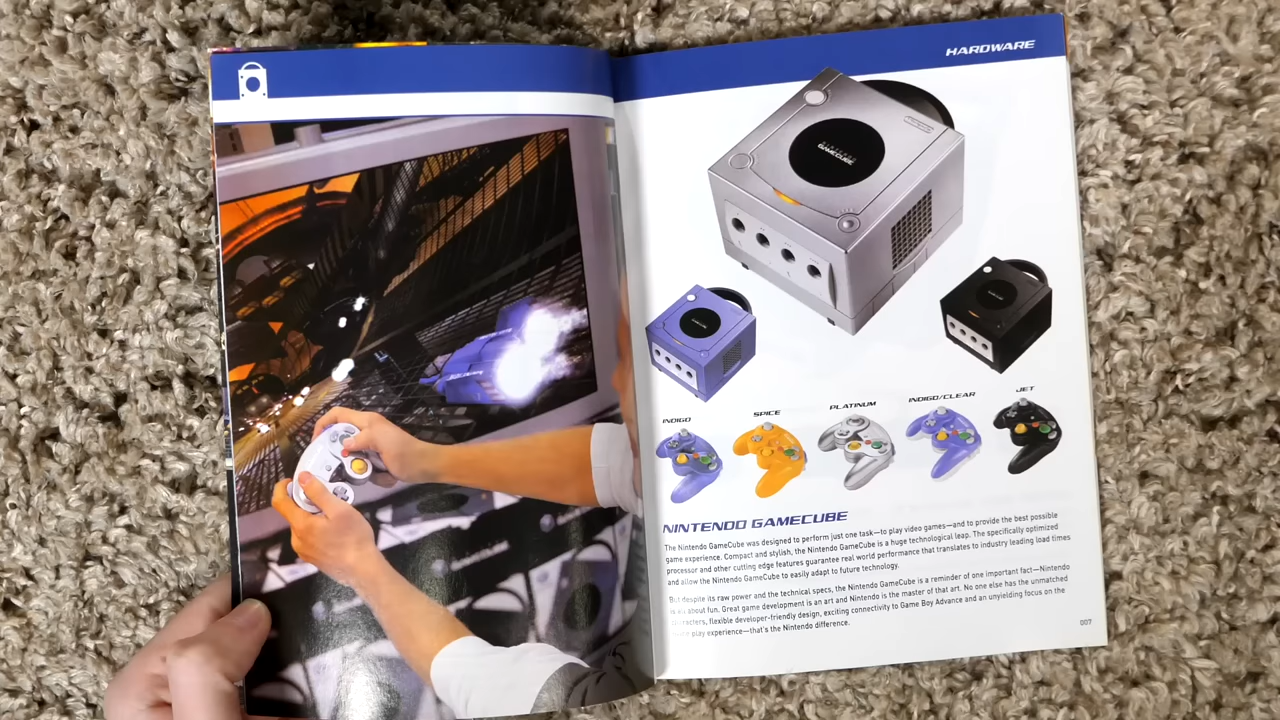 HARDWARE
NINTENDO
GAMECUBE
INDIGO
SPICE
PLATINUM
INDIGO/CLEAR
JET
NINTENDO GAMECUBE
The Nintendo GameCube was designed to perform just one task—to play video games—and to provide the best possible
game experience. Compact and stylish, the Nintendo GameCube is a huge technological leap. The specifically optimized
processor and other cutting edge features guarantee real world performance that translates to industry leading load times
and allow the Nintendo GameCube to easily adapt to future technology.
But despite its raw power and the technical specs, the Nintendo GameCube is a reminder of one important fact—Nintendo
is all about fun. Great game development is an art and Nintendo is the master of that art. No one else has the unmatched
characters, flexible developer-friendly design, exciting connectivity to Game Boy Advance and an unyielding focus on the
play experience—that's the Nintendo difference.
007